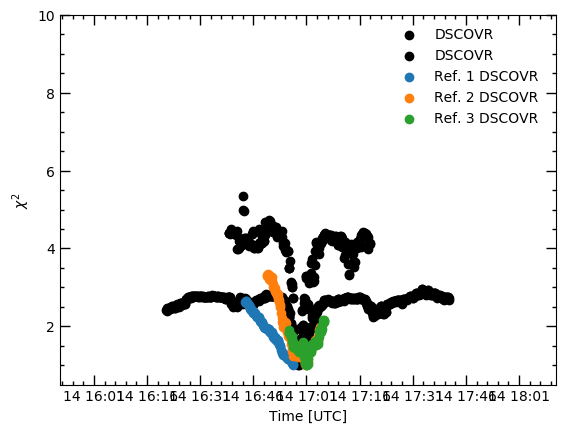 10
8
6
4
2
χ²
DSCOVR
DSCOVR
Ref. 1 DSCOVR
Ref. 2 DSCOVR
Ref. 3 DSCOVR
14 16:01 14 16:16 14 16:31 14 16:46 14 17:01 14 17:16 14 17:31 14 17:46 14 18:01
Time [UTC]